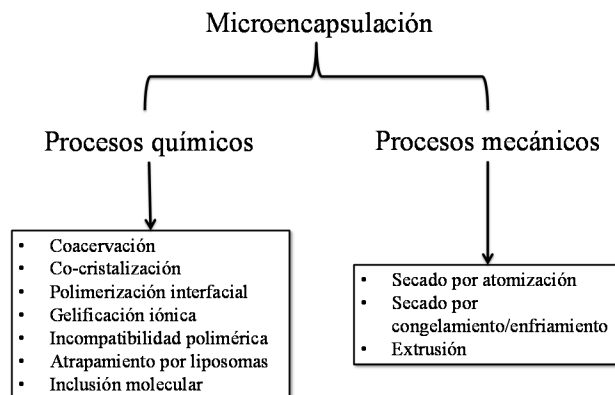 Microencapsulación
Procesos químicos
Procesos mecánicos
• Coacervación
• Co-cristalización
• Polimerización interfacial
• Gelificación iónica
• Incompatibilidad polimérica
• Atrapamiento por liposomas
• Inclusión molecular
• Secado por atomización
• Secado por
congelamiento/enfriamiento
• Extrusión